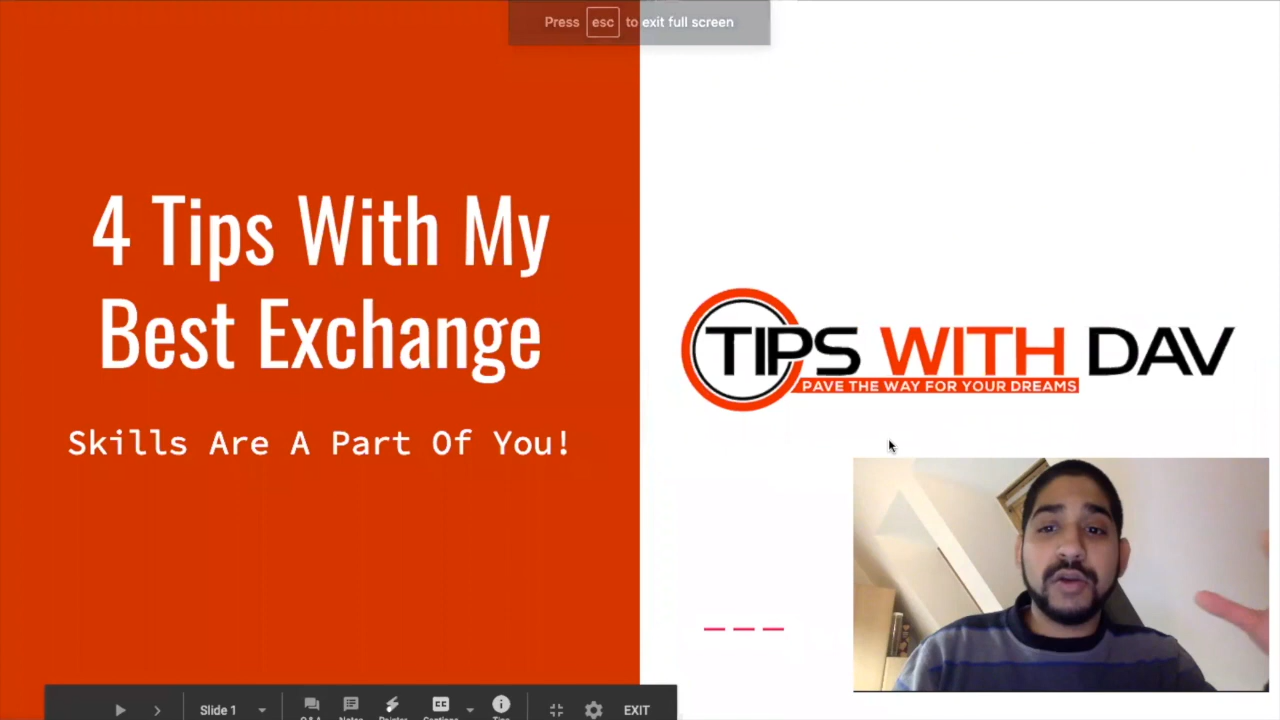 Press esc to exit full screen
4 Tips With My
Best Exchange
Skills Are A Part Of You!
TIPS WITH DAV
PAVE THE WAY FOR YOUR DREAMS
Slide 1
EXIT